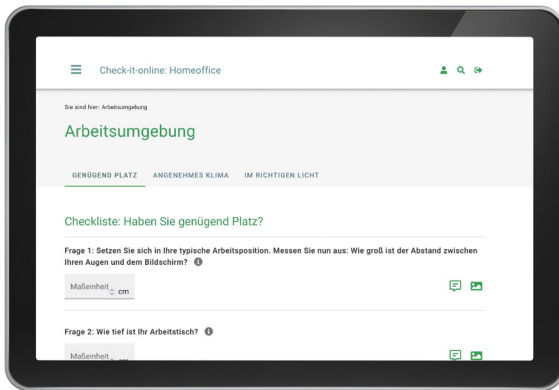 Check-it-online: Homeoffice
Sie sind hier: Arbeitsumgebung
Arbeitsumgebung
GENÜGEND PLATZ ANGENEHMES KLIMA IM RICHTIGEN LICHT
Checkliste: Haben Sie genügend Platz?
Frage 1: Setzen Sie sich in Ihre typische Arbeitsposition. Messen Sie nun aus: Wie groß ist der Abstand zwischen
Ihren Augen und dem Bildschirm?
Maßeinheit cm
Frage 2: Wie tief ist Ihr Arbeitstisch?
Maßeinheit cm